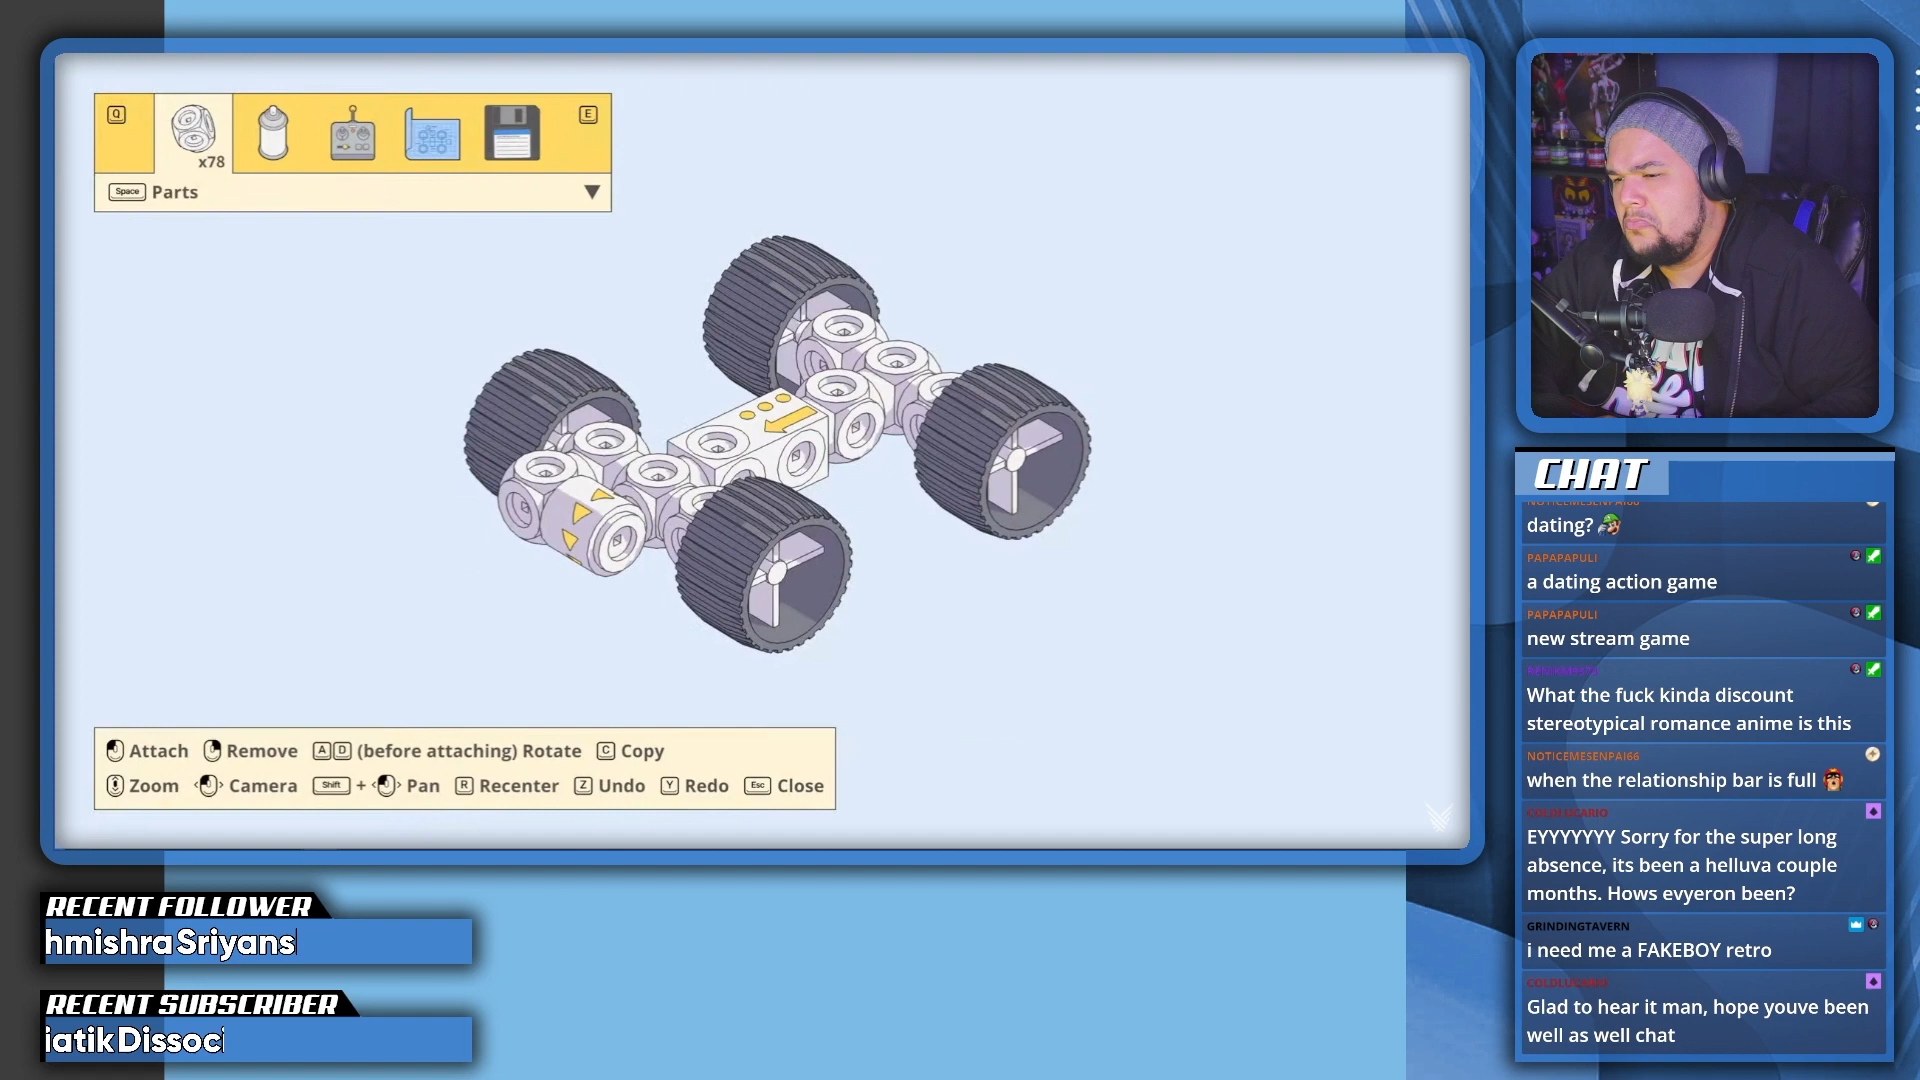 Q
E
x78
Space Parts
Attach Remove A D (before attaching) Rotate C Copy
Zoom Camera Shift + Pan R Recenter Z Undo Y Redo Esc Close
RECENT FOLLOWER
hmishra Sriyans
RECENT SUBSCRIBER
iatik Dissoc
CHAT
dating?
PAPAPAPULI
a dating action game
PAPAPAPULI
new stream game
What the fuck kinda discount
stereotypical romance anime is this
NOTICEMESENPAI66
when the relationship bar is full
COLDLUCARIO
EYYYYYYY Sorry for the super long
absence, its been a helluva couple
months. Hows evyeron been?
GRINDINGTAVERN
i need me a FAKEBOY retro
COLDLUCARIO
Glad to hear it man, hope youve been
well as well chat